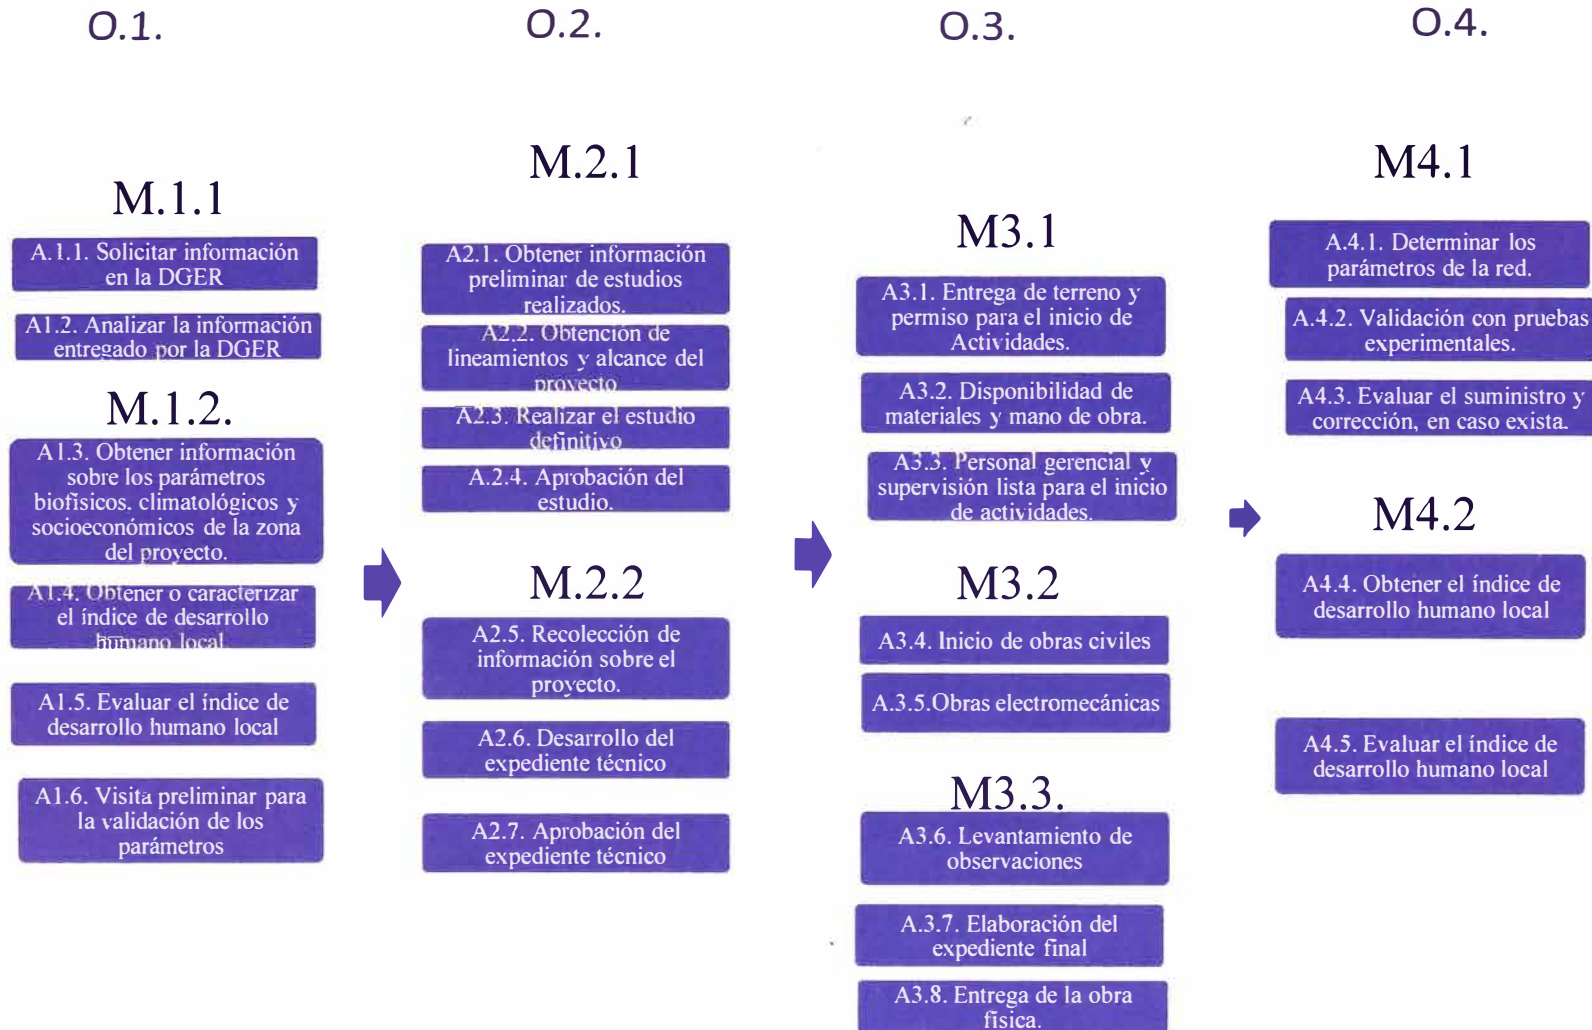 O.1.
M.1.1
A.1.1. Solicitar información
en la DGER
A1.2. Analizar la información
entregado por la DGER
M.1.2.
A1.3. Obtener información
sobre los parámetros
biofísicos. climatológicos y
socioeconómicos de la zona
del proyecto.
A1.4. Obtener o caracterizar
el índice de desarrollo
humano local.
A1.5. Evaluar el índice de
desarrollo humano local
A1.6. Visita preliminar para
la validación de los
parámetros
O.2.
M.2.1
A2.1. Obtener información
preliminar de estudios
realizados.
A2.2. Obtención de
lineamientos y alcance del
proyecto
A2.3. Realizar el estudio
definitivo
A.2.4. Aprobación del
estudio.
M.2.2
A2.5. Recolección de
información sobre el
proyecto.
A2.6. Desarrollo del
expediente técnico
A2.7. Aprobación del
expediente técnico
O.3.
M3.1
A3.1. Entrega de terreno y
permiso para el inicio de
Actividades.
A3.2. Disponibilidad de
materiales y mano de obra.
A3.3. Personal gerencial y
supervisión lista para el inicio
de actividades.
M3.2
A3.4. Inicio de obras civiles
A.3.5.Obras electromecánicas
M3.3.
A3.6. Levantamiento de
observaciones
A.3.7. Elaboración del
expediente final
A3.8. Entrega de la obra
física.
O.4.
M4.1
A.4.1. Determinar los
parámetros de la red.
A.4.2. Validación con pruebas
experimentales.
A4.3. Evaluar el suministro y
corrección, en caso exista.
M4.2
A4.4. Obtener el índice de
desarrollo humano local
A4.5. Evaluar el índice de
desarrollo humano local